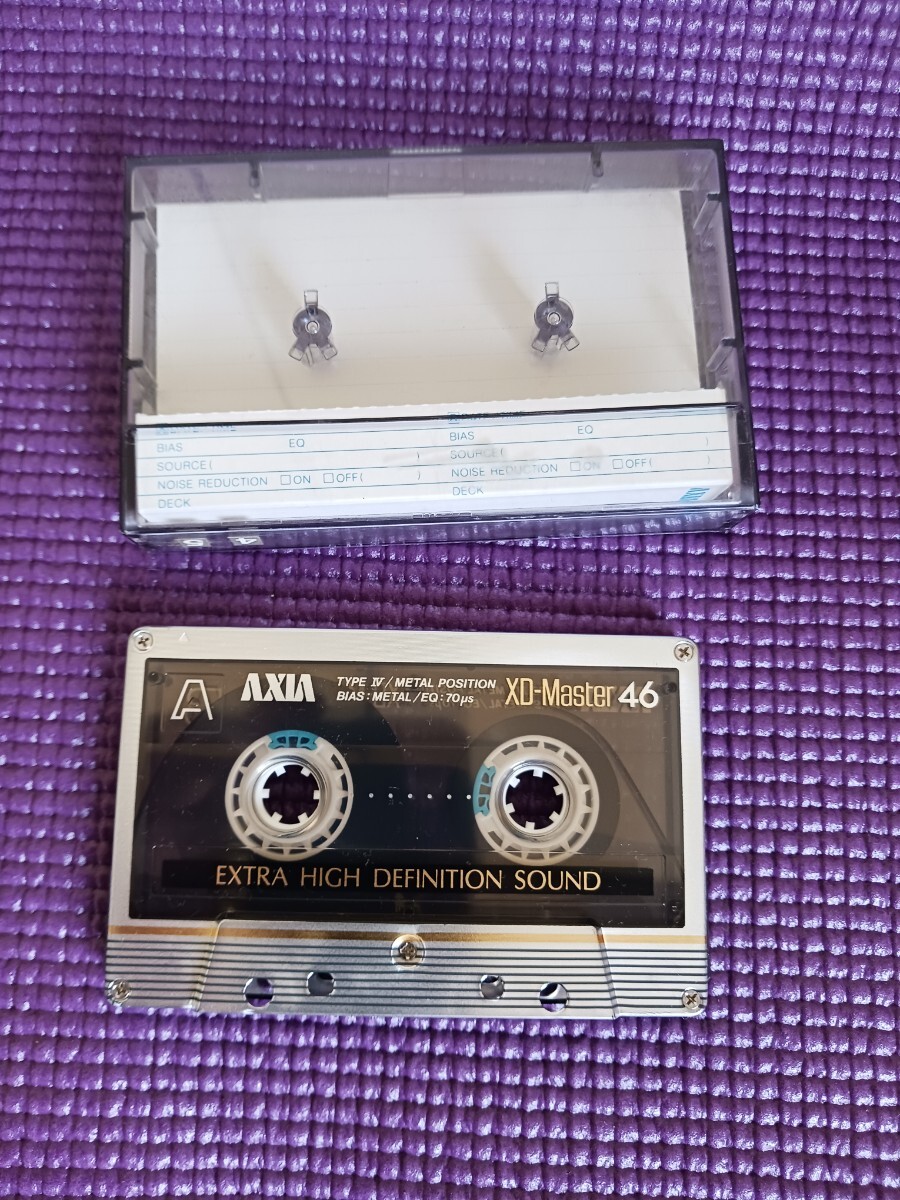 BIAS EQ
SOURCE( )
NOISE REDUCTION □ON □OFF( )
DECK
BIAS EQ
SOURCE( )
NOISE REDUCTION □ON □OFF( )
DECK
46
A
AXIA
TYPE IV/METAL POSITION
BIAS:METAL/EQ:70μs
XD-Master 46
EXTRA HIGH DEFINITION SOUND